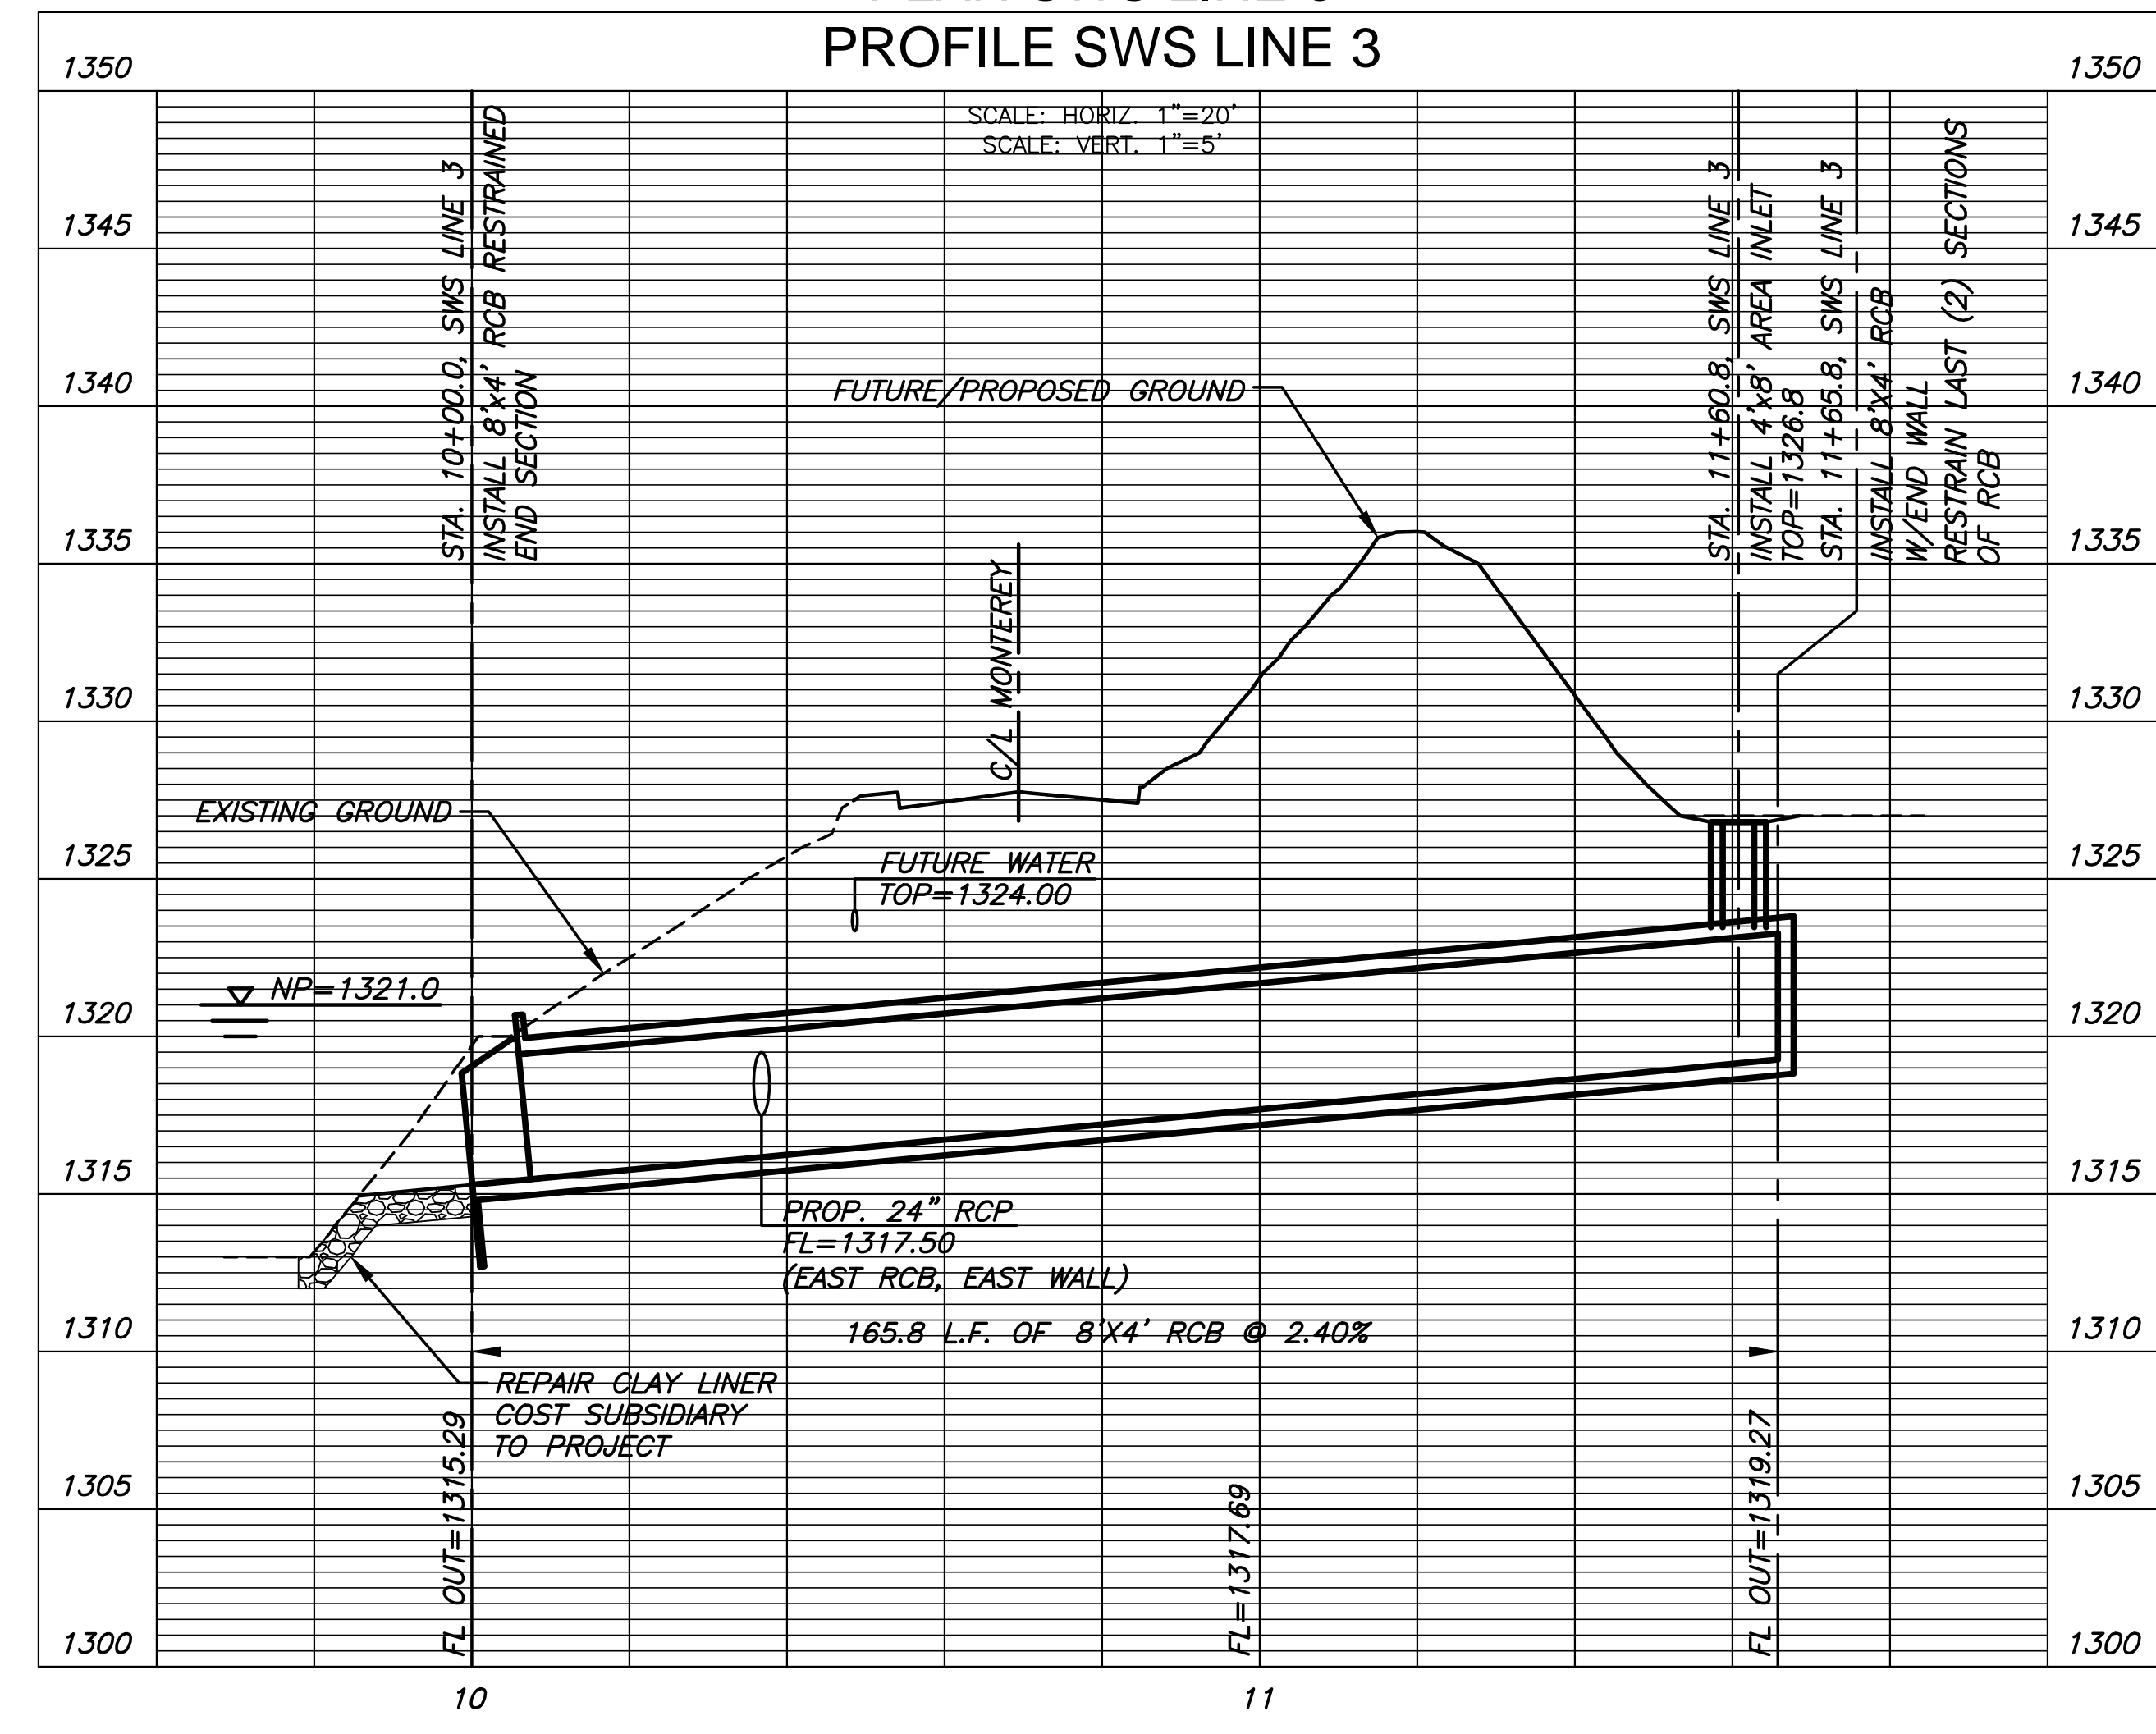 PROFILE SWS LINE 3
SCALE: HORIZ. 1"=20'
SCALE: VERT. 1"=5'
1350
1350
1345
1345
1340
1340
1335
1335
1330
1330
1325
1325
1320
1320
1315
1315
1310
1310
1305
1305
1300
1300
STA. 10+00.0, SWS LINE 3
INSTALL 8'x4' RCB RESTRAINED
END SECTION
FUTURE/PROPOSED GROUND
C/L MONTEREY
STA. 11+60.8, SWS LINE 3
INSTALL 4'x8' AREA INLET
TOP=1326.8
STA. 11+65.8, SWS LINE 3
INSTALL 8'X4' RCB
W/END WALL
RESTRAIN LAST (2) SECTIONS
OF RCB
EXISTING GROUND
FUTURE WATER
TOP=1324.00
NP=1321.0
PROP. 24" RCP
FL=1317.50
(EAST RCB, EAST WALL)
165.8 L.F. OF 8'X4' RCB @ 2.40%
REPAIR CLAY LINER
COST SUBSIDIARY
TO PROJECT
FL OUT=1315.29
FL=1317.69
FL OUT=1319.27
10
11